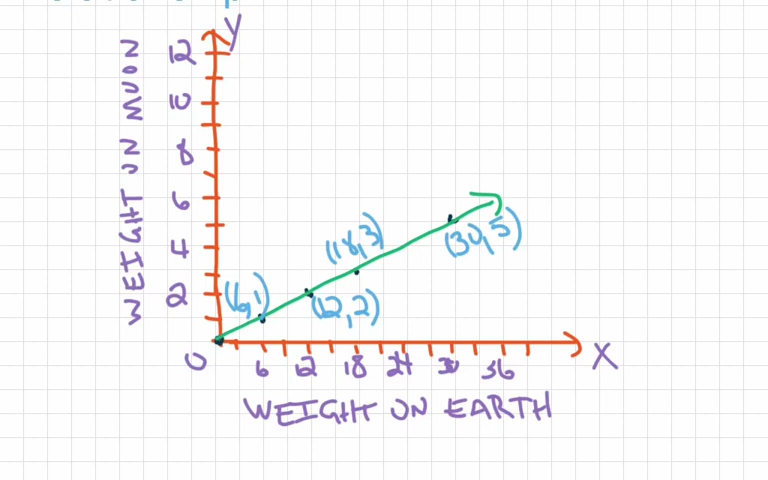 y
WEIGHT ON MOON
12
10
8
6
4
2
0
(6,1)
(12,2)
(18,3)
(30,5)
6 12 18 24 30 36
X
WEIGHT ON EARTH